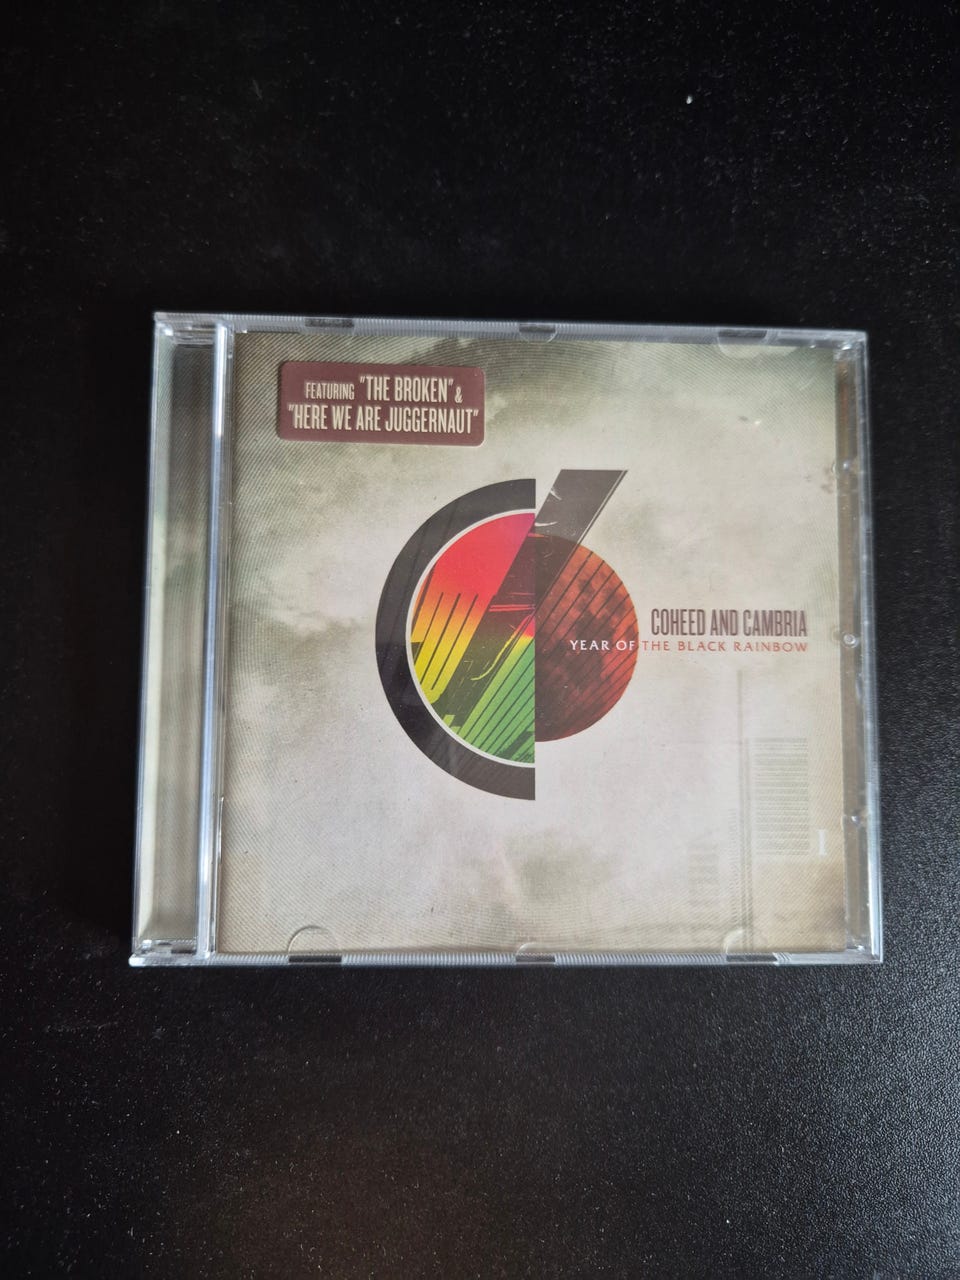 FEATURING "THE BROKEN" &
"HERE WE ARE JUGGERNAUT"
COHEED AND CAMBRIA
YEAR OF THE BLACK RAINBOW
I